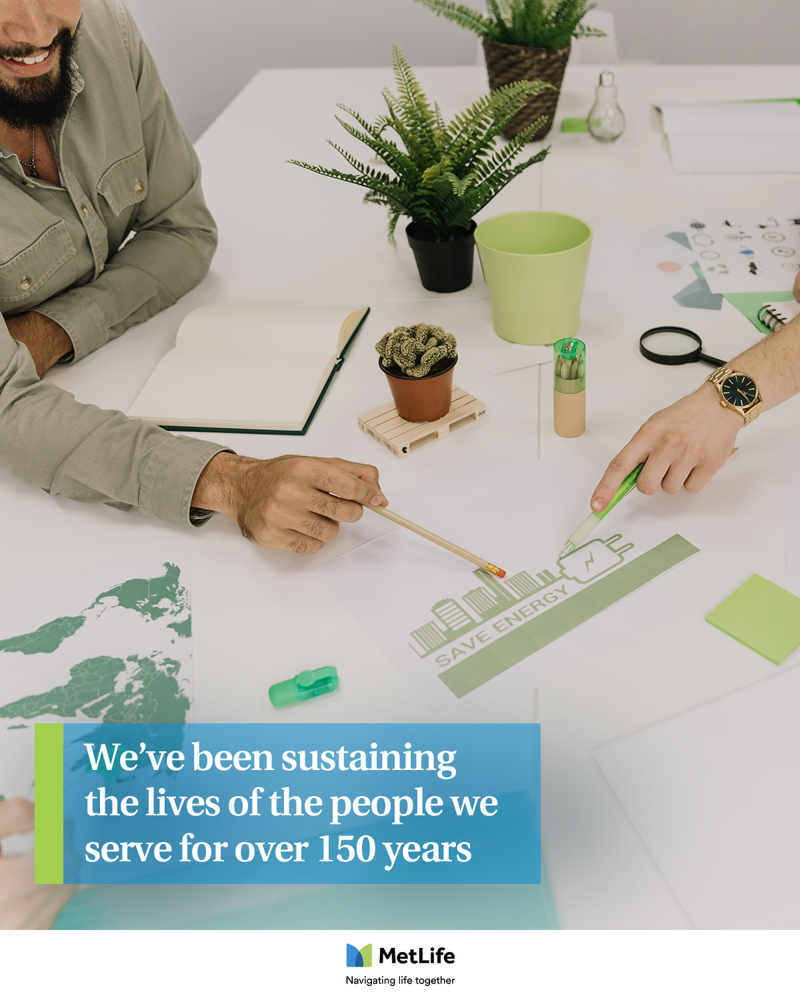 SAVE ENERGY
We’ve been sustaining
the lives of the people we
serve for over 150 years
MetLife
Navigating life together